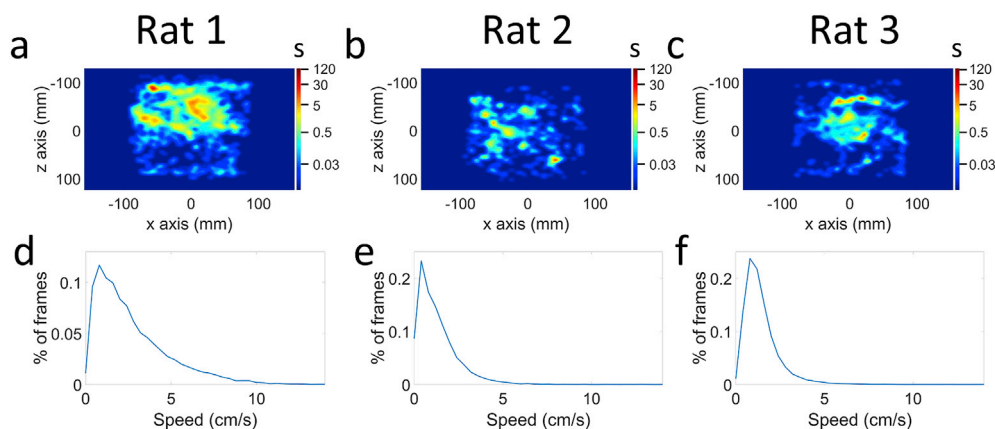 Rat 1 Rat 2 Rat 3
a s b s c s
-100 0 100
z axis (mm)
-100 0 100
x axis (mm)
120 30 5 0.5 0.03
-100 0 100
z axis (mm)
-100 0 100
x axis (mm)
120 30 5 0.5 0.03
-100 0 100
z axis (mm)
-100 0 100
x axis (mm)
120 30 5 0.5 0.03
d
% of frames
0.1 0.05 0
0 5 10
Speed (cm/s)
e
% of frames
0.2 0.1 0
0 5 10
Speed (cm/s)
f
% of frames
0.2 0.1 0
0 5 10
Speed (cm/s)